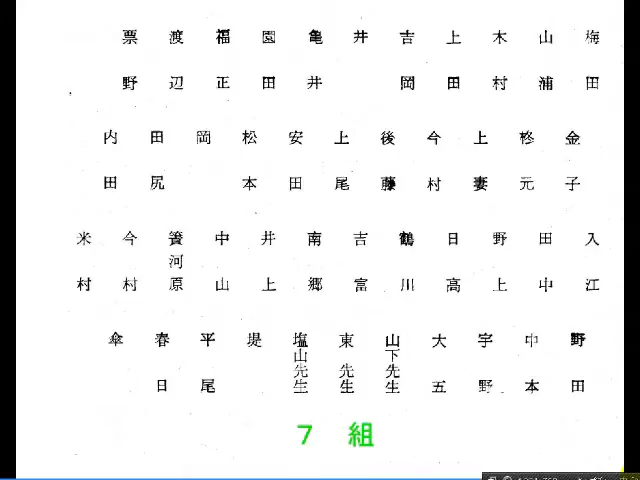 梅田
山浦
木村
上田
吉岡
井
亀井
園田
福正
渡辺
票野
金子
柊元
上妻
今村
後藤
上尾
安田
松本
岡
田尻
内田
入江
田中
野上
日高
鶴川
吉富
南郷
井上
中山
簑河原
今村
米村
野田
中本
宇野
大五
山下先生
東先生
塩山先生
堤
平尾
春日
傘
7 組